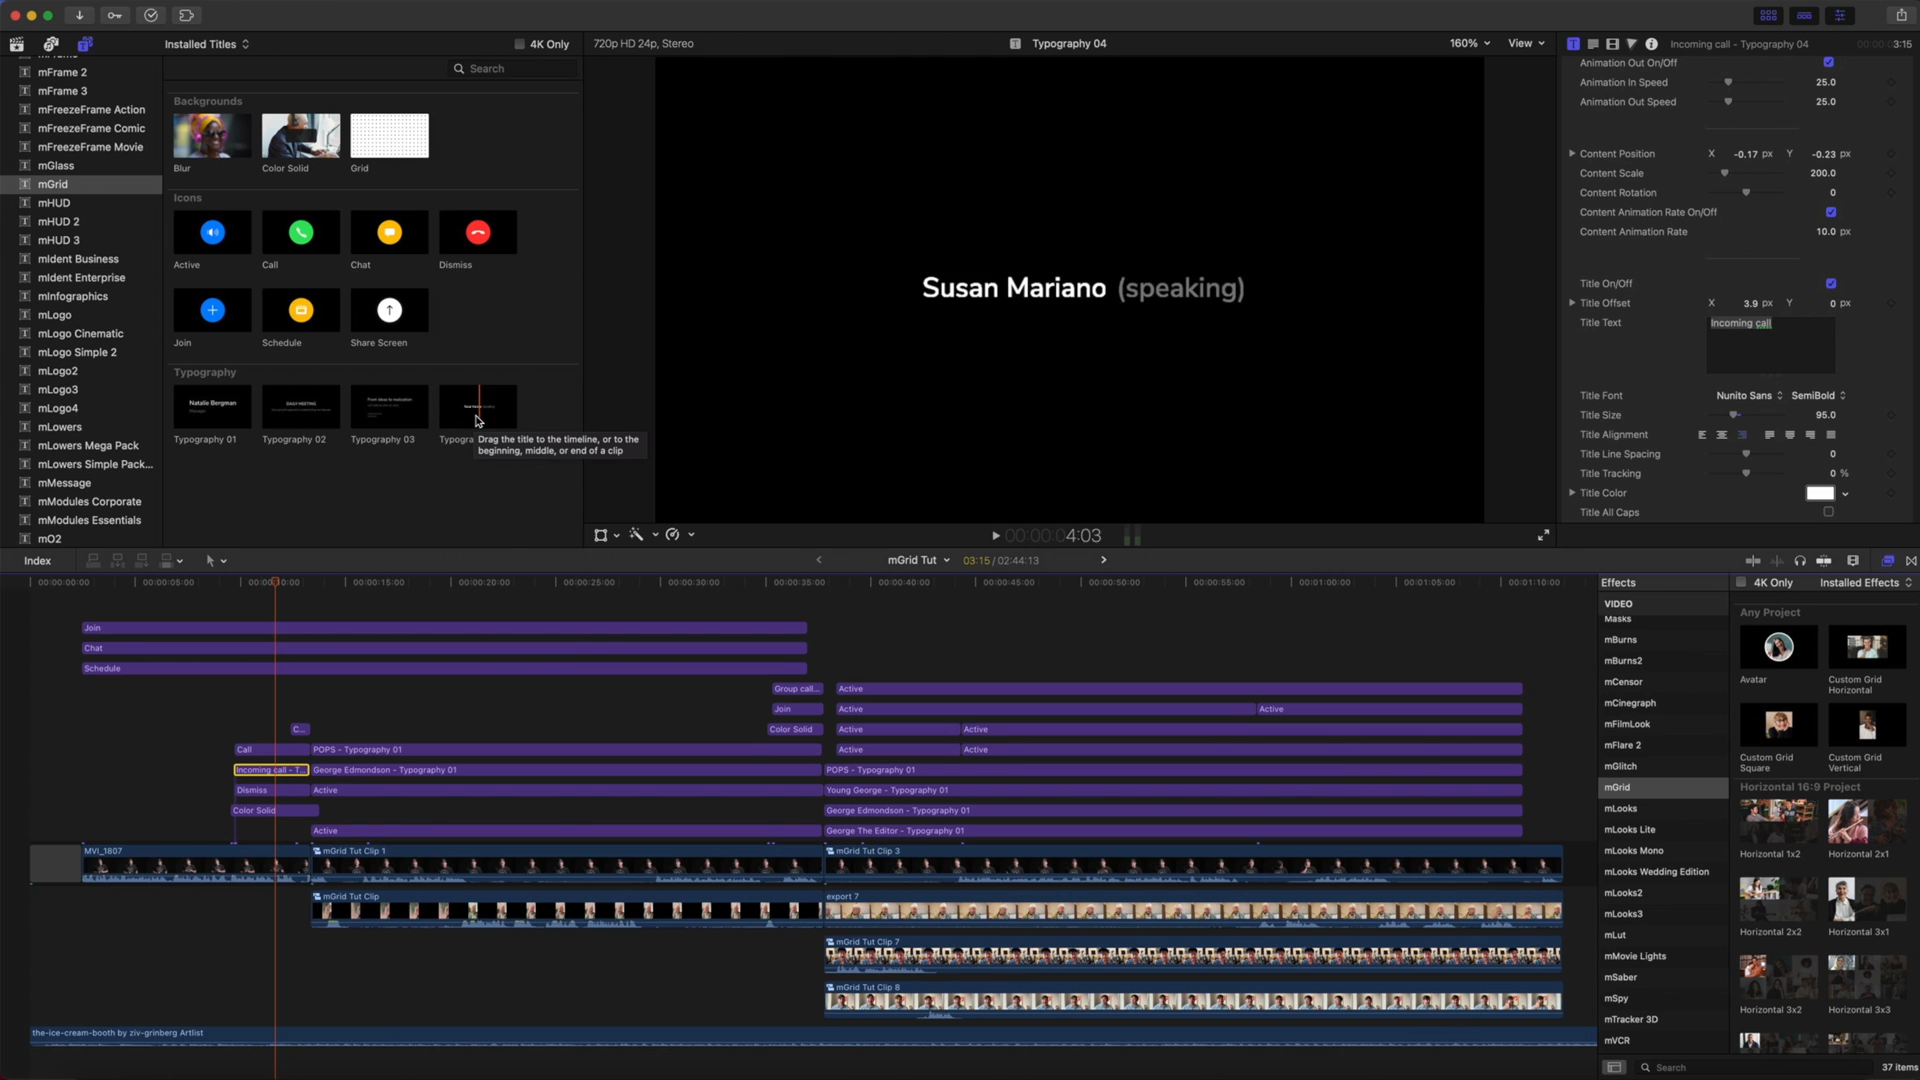 Installed Titles
4K Only
720p HD 24p, Stereo
Typography 04
160%
View
Incoming call - Typography 04
00:00:03:15
mFrame 2
mFrame 3
mFreezeFrame Action
mFreezeFrame Comic
mFreezeFrame Movie
mGlass
mGrid
mHUD
mHUD 2
mHUD 3
mIdent Business
mIdent Enterprise
mInfographics
mLogo
mLogo Cinematic
mLogo Simple 2
mLogo2
mLogo3
mLogo4
mLowers
mLowers Mega Pack
mLowers Simple Pack...
mMessage
mModules Corporate
mModules Essentials
mO2
Search
Backgrounds
Blur
Color Solid
Grid
Icons
Active
Call
Chat
Dismiss
Join
Schedule
Share Screen
Typography
Natalie Bergman
Manager
DAILY MEETING
From ideas to realization
Typography 01
Typography 02
Typography 03
Typogra
Drag the title to the timeline, or to the
beginning, middle, or end of a clip
Susan Mariano (speaking)
00:00:04:03
Animation Out On/Off
Animation In Speed 25.0
Animation Out Speed 25.0
Content Position X -0.17 px Y -0.23 px
Content Scale 200.0
Content Rotation 0
Content Animation Rate On/Off
Content Animation Rate 10.0 px
Title On/Off
Title Offset X 3.9 px Y 0 px
Title Text Incoming call
Title Font Nunito Sans SemiBold
Title Size 95.0
Title Alignment
Title Line Spacing 0
Title Tracking 0 %
Title Color
Title All Caps
Index
mGrid Tut
03:15 / 02:44:13
00:00:00:00
00:00:05:00
00:00:10:00
00:00:15:00
00:00:20:00
00:00:25:00
00:00:30:00
00:00:35:00
00:00:40:00
00:00:45:00
00:00:50:00
00:00:55:00
00:01:00:00
00:01:05:00
00:01:10:00
Join
Chat
Schedule
Group call...
Active
Join
Active
Active
C...
Color Solid
Active
Active
Call
POPS - Typography 01
Active
Active
Incoming call - T...
George Edmondson - Typography 01
POPS - Typography 01
Dismiss
Active
Young George - Typography 01
Color Solid
George Edmondson - Typography 01
Active
George The Editor - Typography 01
MVI_1807
mGrid Tut Clip 1
mGrid Tut Clip 3
mGrid Tut Clip
export 7
mGrid Tut Clip 7
mGrid Tut Clip 8
the-ice-cream-booth by ziv-grinberg Artlist
Effects
4K Only
Installed Effects
VIDEO
Masks
mBurns
mBurns2
mCensor
mCinegraph
mFilmLook
mFlare 2
mGlitch
mGrid
mLooks
mLooks Lite
mLooks Mono
mLooks Wedding Edition
mLooks2
mLooks3
mLut
mMovie Lights
mSaber
mSpy
mTracker 3D
mVCR
Any Project
Avatar
Custom Grid
Horizontal
Custom Grid
Square
Custom Grid
Vertical
Horizontal 16:9 Project
Horizontal 1x2
Horizontal 2x1
Horizontal 2x2
Horizontal 3x1
Horizontal 3x2
Horizontal 3x3
Search
37 items